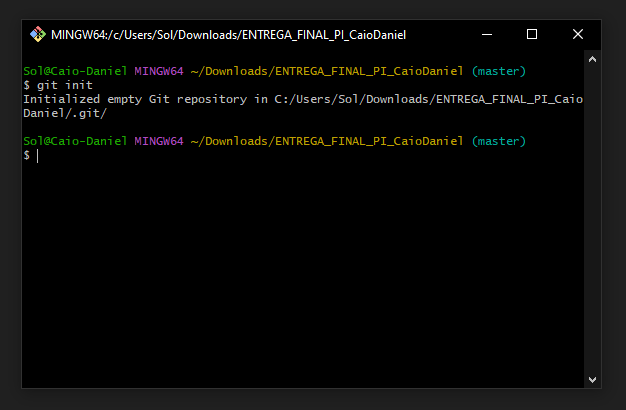 MINGW64:/c/Users/Sol/Downloads/ENTREGA_FINAL_PI_CaioDaniel
Sol@Caio-Daniel MINGW64 ~/Downloads/ENTREGA_FINAL_PI_CaioDaniel (master)
$ git init
Initialized empty Git repository in C:/Users/Sol/Downloads/ENTREGA_FINAL_PI_Caio
Daniel/.git/
Sol@Caio-Daniel MINGW64 ~/Downloads/ENTREGA_FINAL_PI_CaioDaniel (master)
$